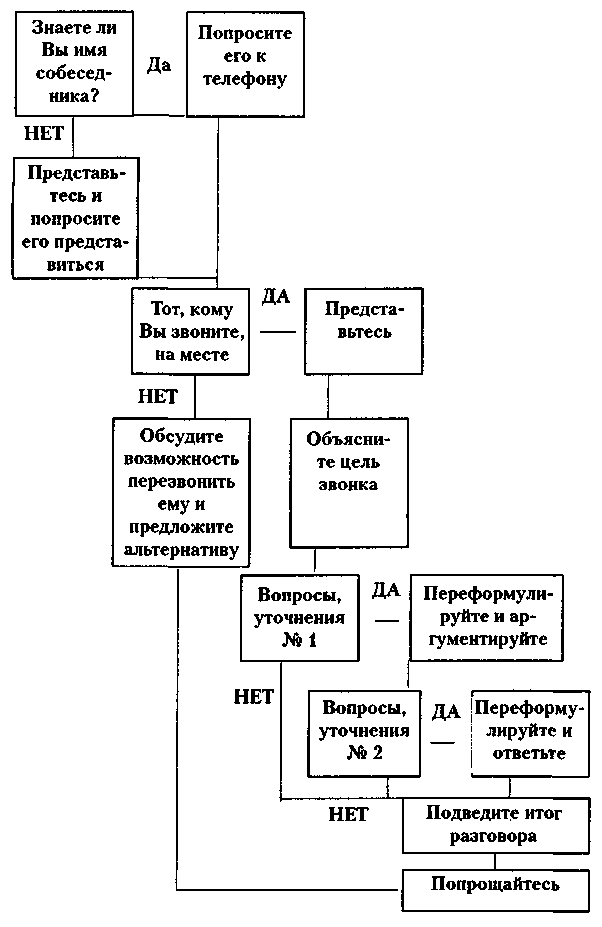 Знаете ли
Вы имя
собесед-
ника?
Да
Попросите
его к
телефону
НЕТ
Представь-
тесь и
попросите
его предста-
виться
Тот, кому
Вы звоните,
на месте
ДА
Предста-
вьтесь
НЕТ
Обсудите
возможность
перезвонить
ему и
предложите
альтернативу
Объясни-
те цель
звонка
Вопросы,
уточнения
№ 1
ДА
Переформули-
руйте и ар-
гументируйте
НЕТ
Вопросы,
уточнения
№ 2
ДА
Переформу-
лируйте и
ответьте
НЕТ
Подведите итог
разговора
Попрощайтесь